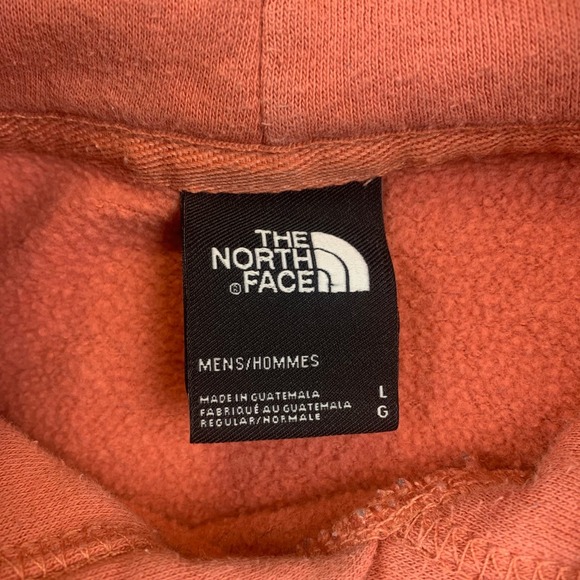 THE
NORTH
FACE
®
MENS/HOMMES
MADE IN GUATEMALA
FABRIQUÉ AU GUATEMALA
REGULAR/NORMALE
L
G